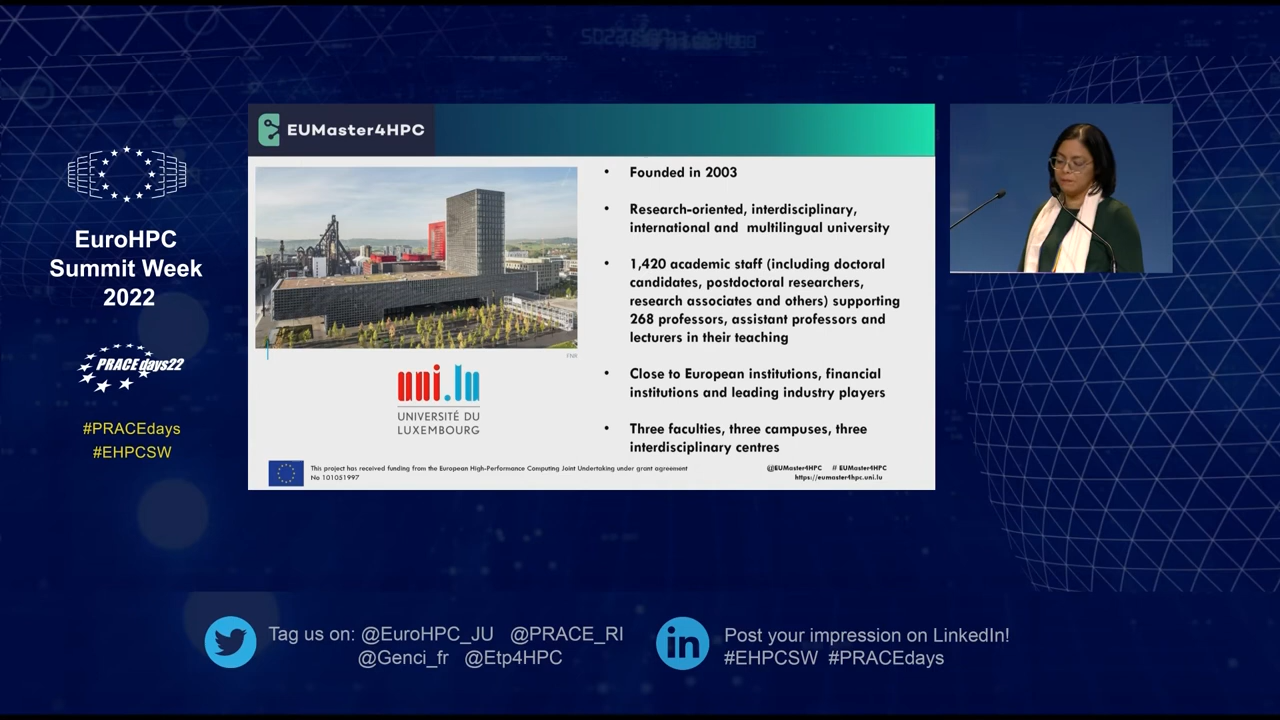 EuroHPC
Summit Week
2022
PRACEdays22
#PRACEdays
#EHPCSW
EUMaster4HPC
FNR
uni.lu
UNIVERSITÉ DU
LUXEMBOURG
• Founded in 2003
• Research-oriented, interdisciplinary,
international and multilingual university
• 1,420 academic staff (including doctoral
candidates, postdoctoral researchers,
research associates and others) supporting
268 professors, assistant professors and
lecturers in their teaching
• Close to European institutions, financial
institutions and leading industry players
• Three faculties, three campuses, three
interdisciplinary centres
This project has received funding from the European High-Performance Computing Joint Undertaking under grant agreement
No 101051997
@EUMaster4HPC # EUMaster4HPC
https://eumaster4hpc.uni.lu
Tag us on: @EuroHPC_JU @PRACE_RI
@Genci_fr @Etp4HPC
in
Post your impression on LinkedIn!
#EHPCSW #PRACEdays